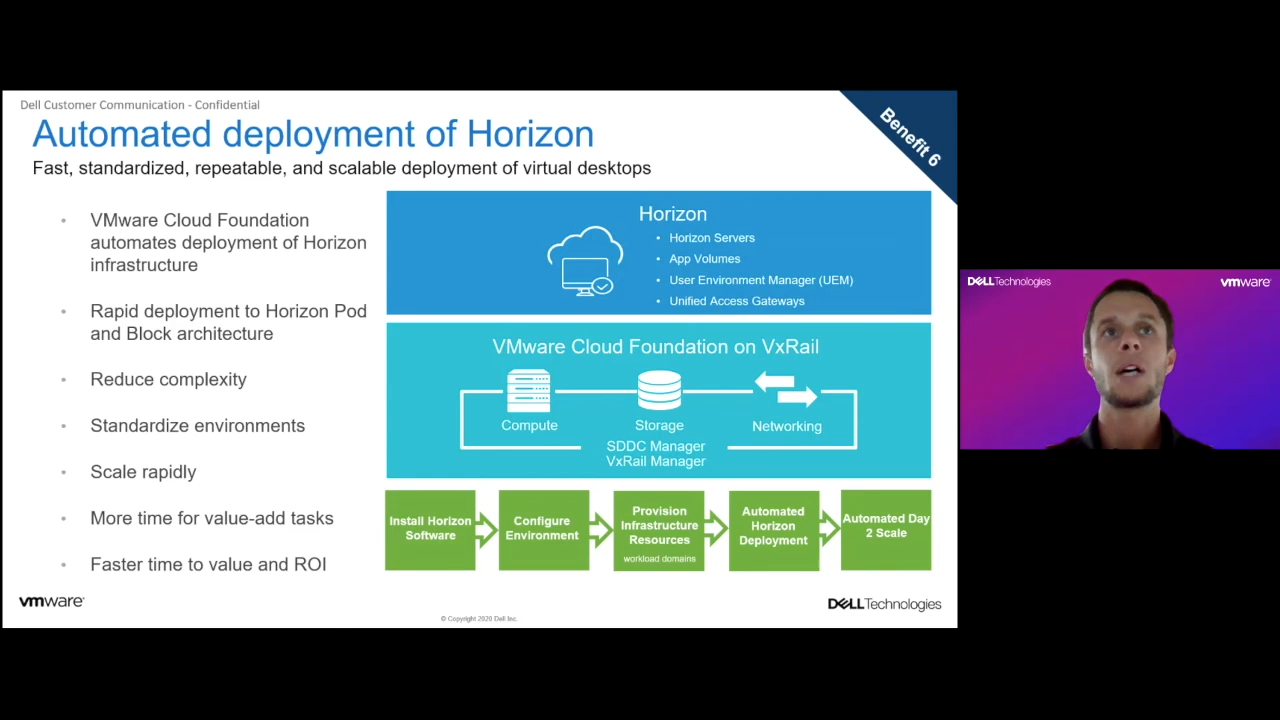 Dell Customer Communication - Confidential
Automated deployment of Horizon
Fast, standardized, repeatable, and scalable deployment of virtual desktops
Benefit 6
• VMware Cloud Foundation
automates deployment of Horizon
infrastructure
• Rapid deployment to Horizon Pod
and Block architecture
• Reduce complexity
• Standardize environments
• Scale rapidly
• More time for value-add tasks
• Faster time to value and ROI
Horizon
• Horizon Servers
• App Volumes
• User Environment Manager (UEM)
• Unified Access Gateways
VMware Cloud Foundation on VxRail
Compute
Storage
Networking
SDDC Manager
VxRail Manager
Install Horizon
Software
Configure
Environment
Provision
Infrastructure
Resources
workload domains
Automated
Horizon
Deployment
Automated Day
2 Scale
vmware
© Copyright 2020 Dell Inc.
DELLTechnologies
DELLTechnologies
vmware